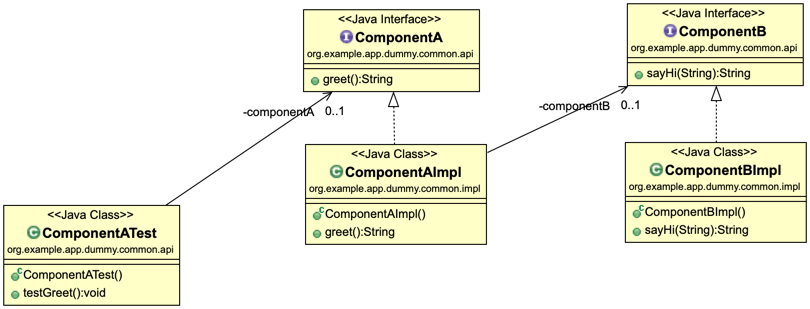 <<Java Interface>>
I ComponentA
org.example.app.dummy.common.api
greet():String
<<Java Interface>>
I ComponentB
org.example.app.dummy.common.api
sayHi(String):String
-componentA 0..1
-componentB 0..1
<<Java Class>>
C ComponentAImpl
org.example.app.dummy.common.impl
C ComponentAImpl()
greet():String
<<Java Class>>
C ComponentBImpl
org.example.app.dummy.common.impl
C ComponentBImpl()
sayHi(String):String
<<Java Class>>
C ComponentATest
org.example.app.dummy.common.api
C ComponentATest()
testGreet():void